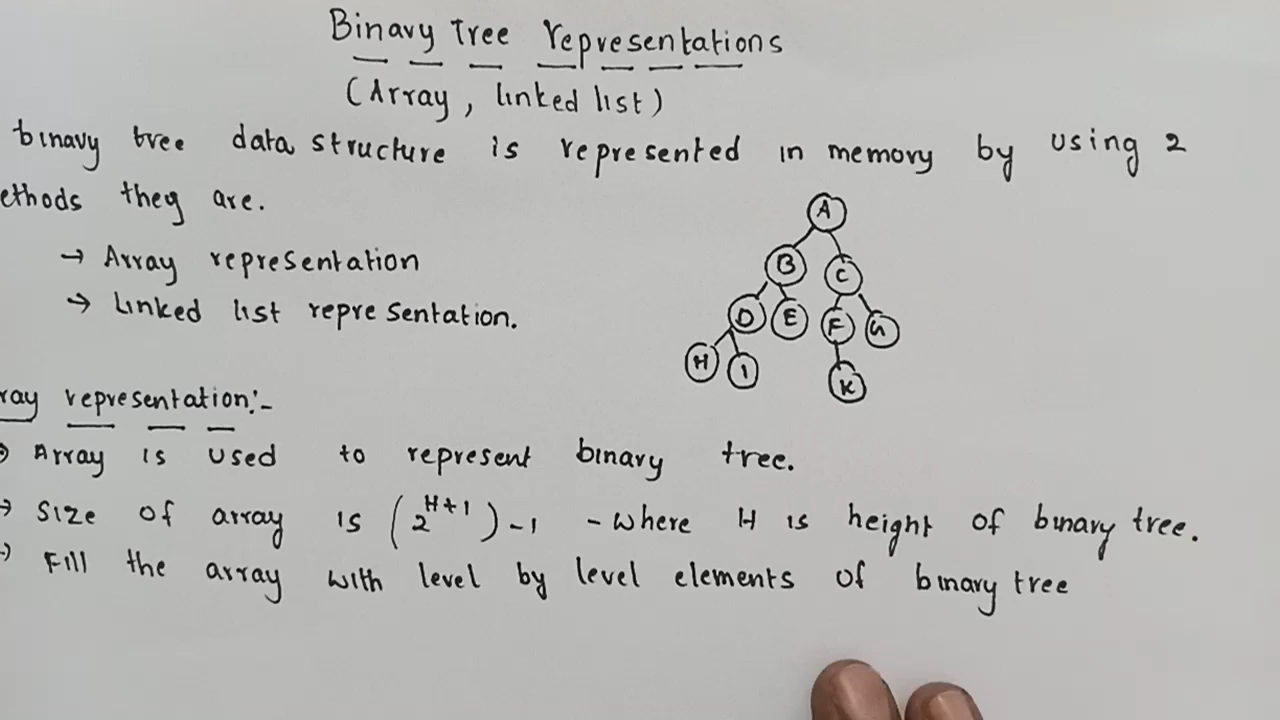 Binary Tree representations
(Array, linked list)
binary tree data structure is represented in memory by using 2
ethods they are.
→ Array representation
→ Linked list representation.
A
B C
D E F G
H I K
ray representation:-
→ Array is used to represent binary tree.
→ Size of array is (2^H+1)-1 - where H is height of binary tree.
→ Fill the array with level by level elements of binary tree